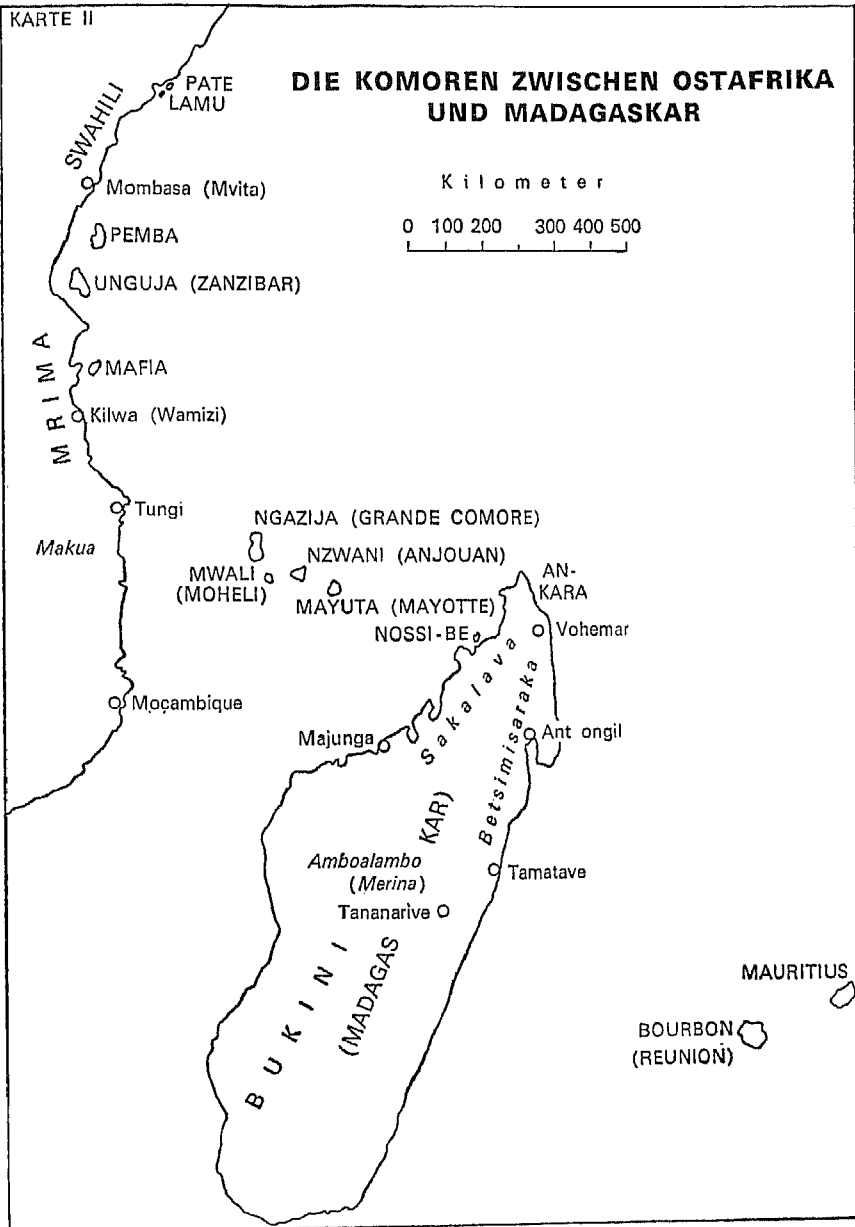 KARTE II
DIE KOMOREN ZWISCHEN OSTAFRIKA
UND MADAGASKAR
Kilometer
0 100 200 300 400 500
PATE
LAMU
SWAHILI
Mombasa (Mvita)
PEMBA
UNGUJA (ZANZIBAR)
MRIMA
MAFIA
Kilwa (Wamizi)
Tungi
Makua
NGAZIJA (GRANDE COMORE)
NZWANI (ANJOUAN)
MWALI
(MOHELI)
MAYUTA (MAYOTTE)
AN-
KARA
NOSSI-BE
Vohemar
Moçambique
Sakalava
Betsimisaraka
Majunga
Ant ongil
Amboalambo
(Merina)
Tamatave
Tananarive
BUKINI
(MADAGAS
KAR)
MAURITIUS
BOURBON
(REUNION)